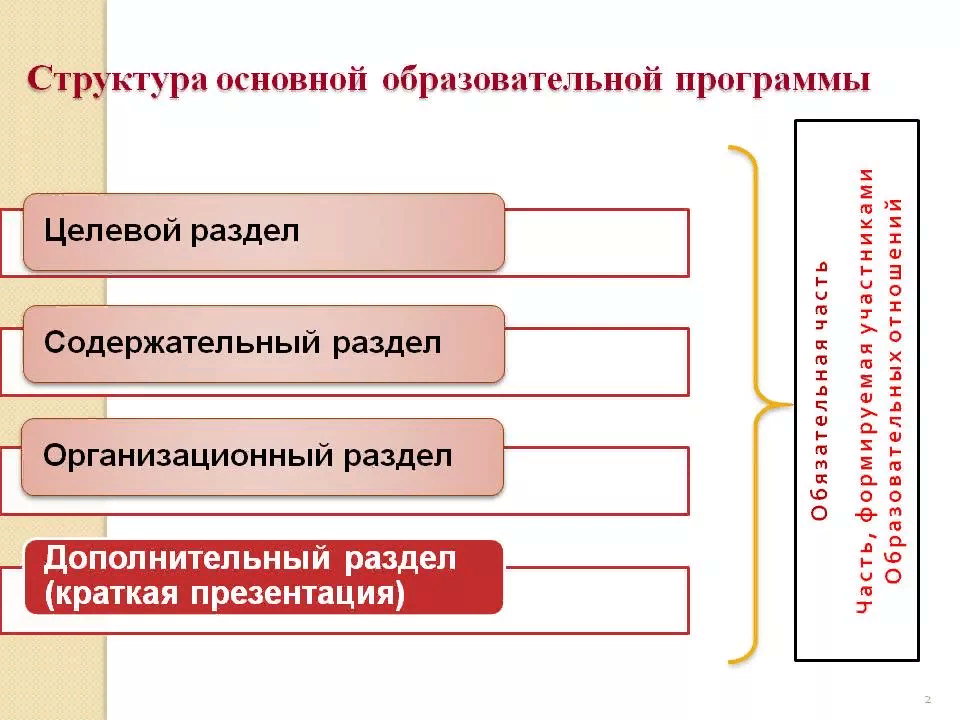 Структура основной образовательной программы
Целевой раздел
Содержательный раздел
Организационный раздел
Дополнительный раздел
(краткая презентация)
Обязательная часть
Часть, формируемая участниками
Образовательных отношений
2